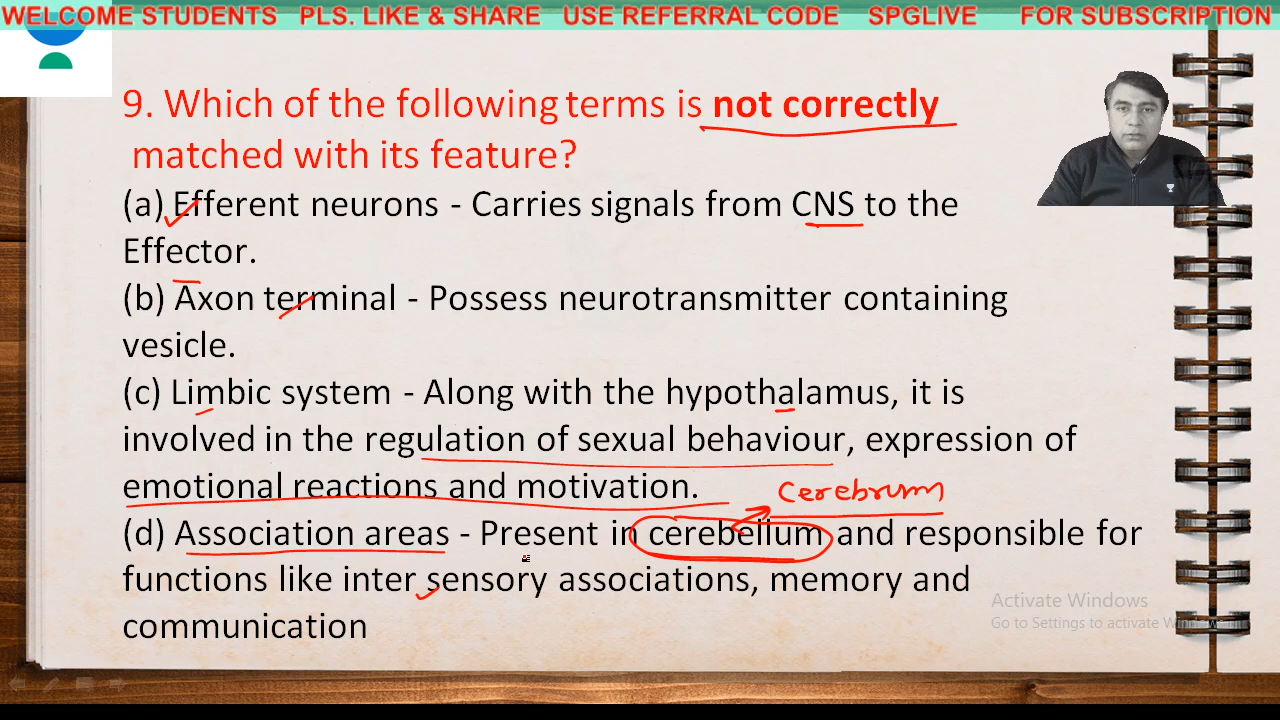 WELCOME STUDENTS PLS. LIKE & SHARE USE REFERRAL CODE SPGLIVE FOR SUBSCRIPTION
9. Which of the following terms is not correctly
matched with its feature?
(a) Efferent neurons - Carries signals from CNS to the
Effector.
(b) Axon terminal - Possess neurotransmitter containing
vesicle.
(c) Limbic system - Along with the hypothalamus, it is
involved in the regulation of sexual behaviour, expression of
emotional reactions and motivation.
cerebrum
(d) Association areas - Present in cerebellum and responsible for
functions like inter sensory associations, memory and
communication
Activate Windows
Go to Settings to activate